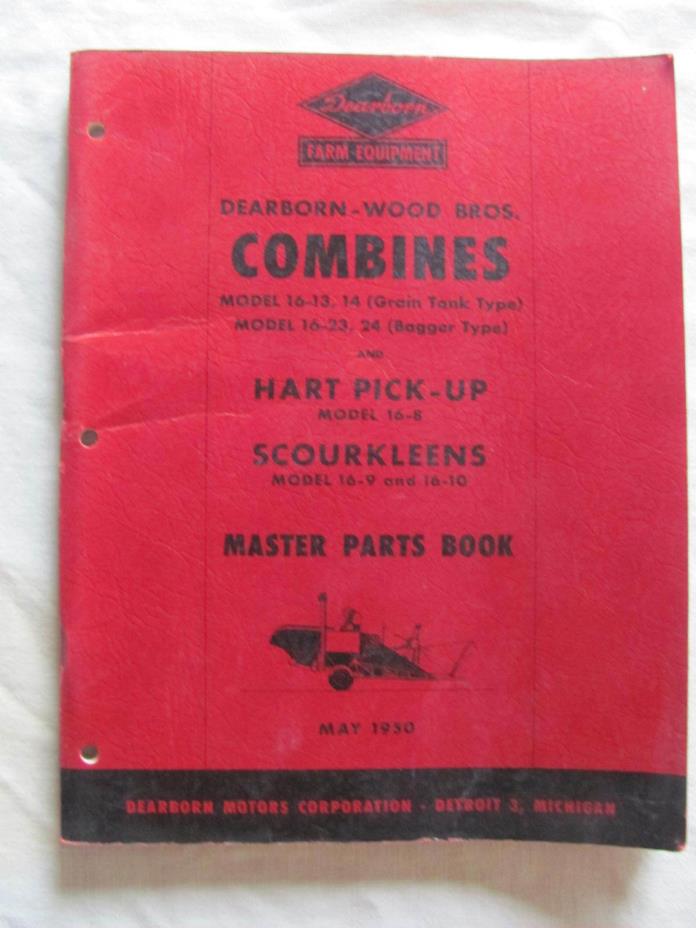 Dearborn
FARM EQUIPMENT
DEARBORN-WOOD BROS.
COMBINES
MODEL 16-13, 14 (Grain Tank Type)
MODEL 16-23, 24 (Bagger Type)
AND
HART PICK-UP
MODEL 16-8
SCOURKLEENS
MODEL 16-9 and 16-10
MASTER PARTS BOOK
MAY 1950
DEARBORN MOTORS CORPORATION - DETROIT 3, MICHIGAN